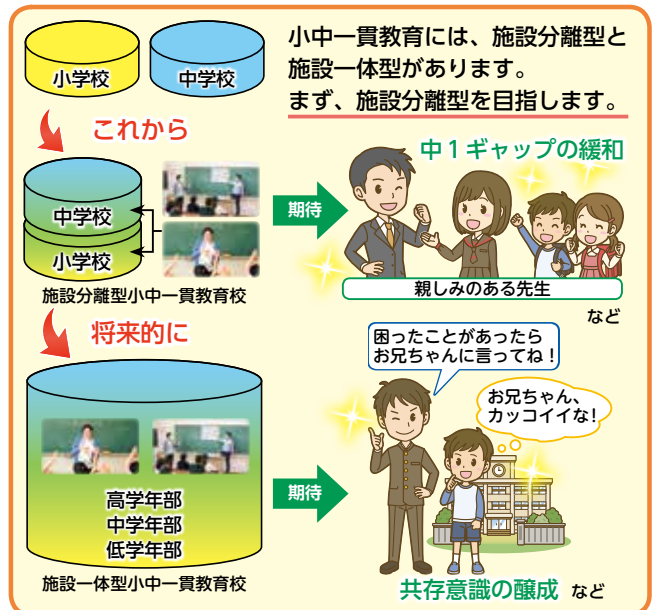 小学校
中学校
小中一貫教育には、施設分離型と
施設一体型があります。
まず、施設分離型を目指します。
これから
中学校
小学校
施設分離型小中一貫教育校
期待
中1ギャップの緩和
親しみのある先生
など
将来的に
高学年部
中学年部
低学年部
施設一体型小中一貫教育校
期待
困ったことがあったら
お兄ちゃんに言ってね！
お兄ちゃん、
カッコイイな！
共存意識の醸成 など